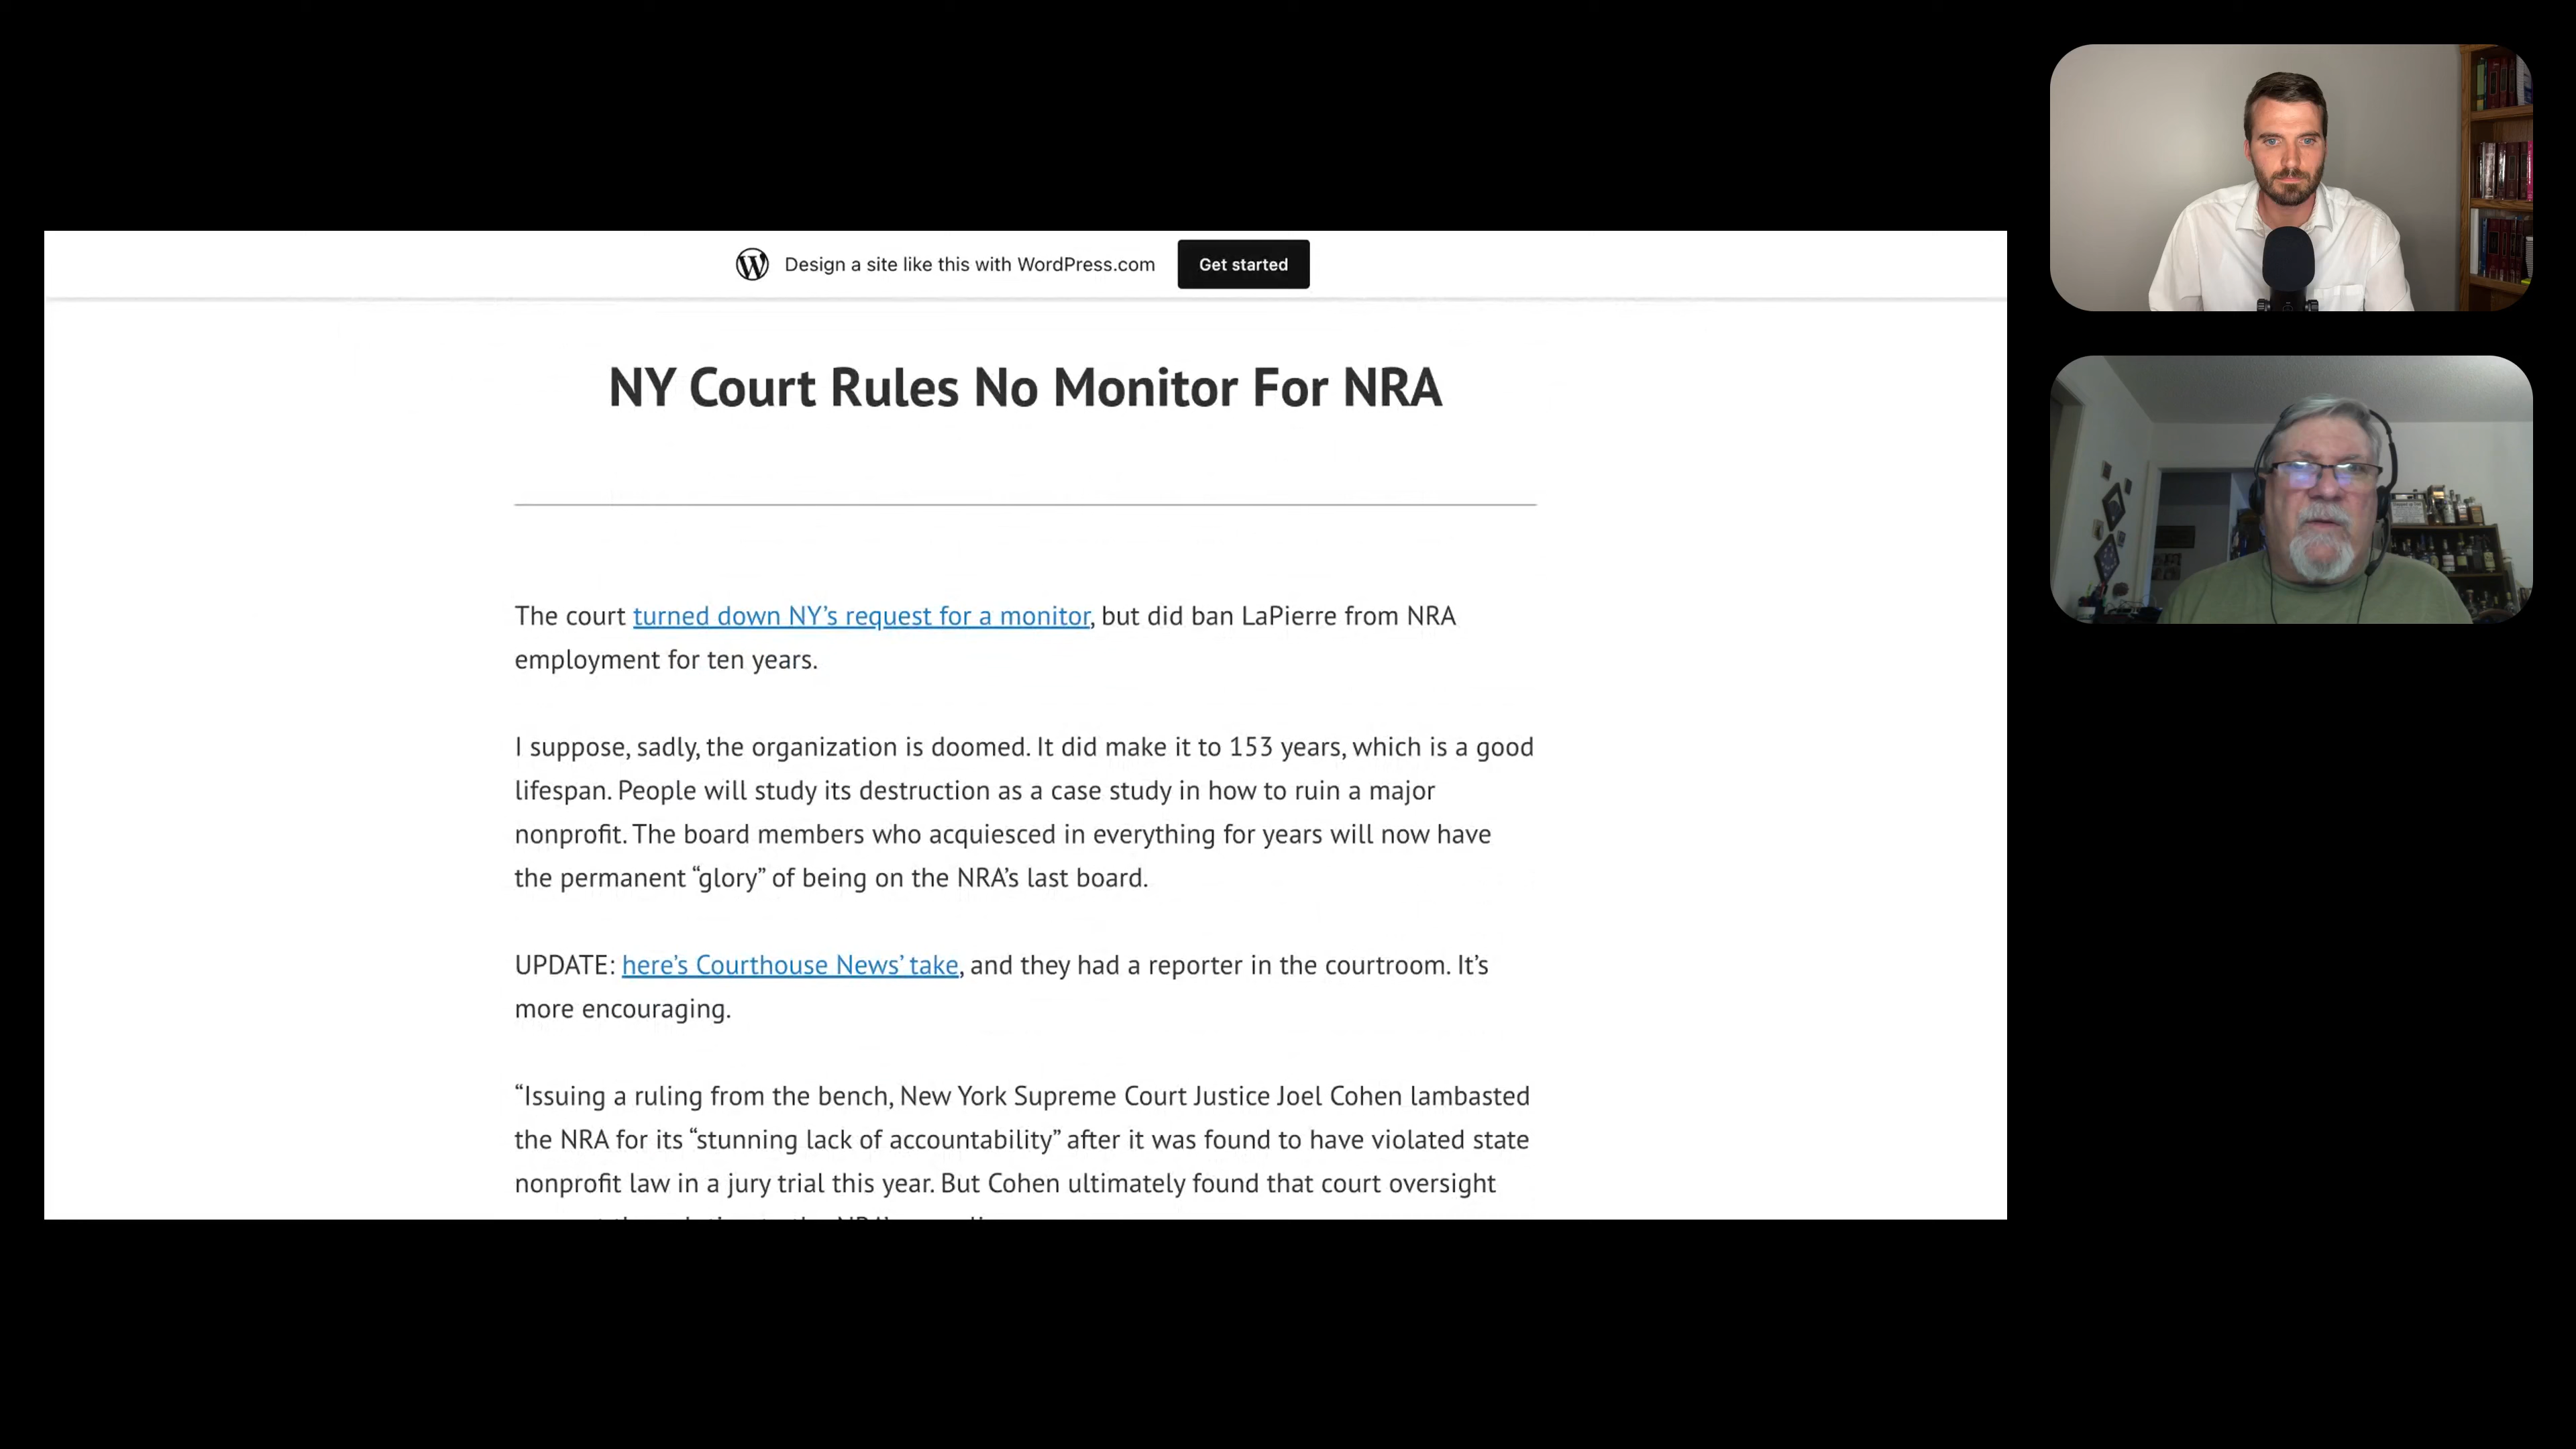 Design a site like this with WordPress.com
Get started
NY Court Rules No Monitor For NRA
The court turned down NY’s request for a monitor, but did ban LaPierre from NRA
employment for ten years.
I suppose, sadly, the organization is doomed. It did make it to 153 years, which is a good
lifespan. People will study its destruction as a case study in how to ruin a major
nonprofit. The board members who acquiesced in everything for years will now have
the permanent “glory” of being on the NRA’s last board.
UPDATE: here’s Courthouse News’ take, and they had a reporter in the courtroom. It’s
more encouraging.
“Issuing a ruling from the bench, New York Supreme Court Justice Joel Cohen lambasted
the NRA for its “stunning lack of accountability” after it was found to have violated state
nonprofit law in a jury trial this year. But Cohen ultimately found that court oversight